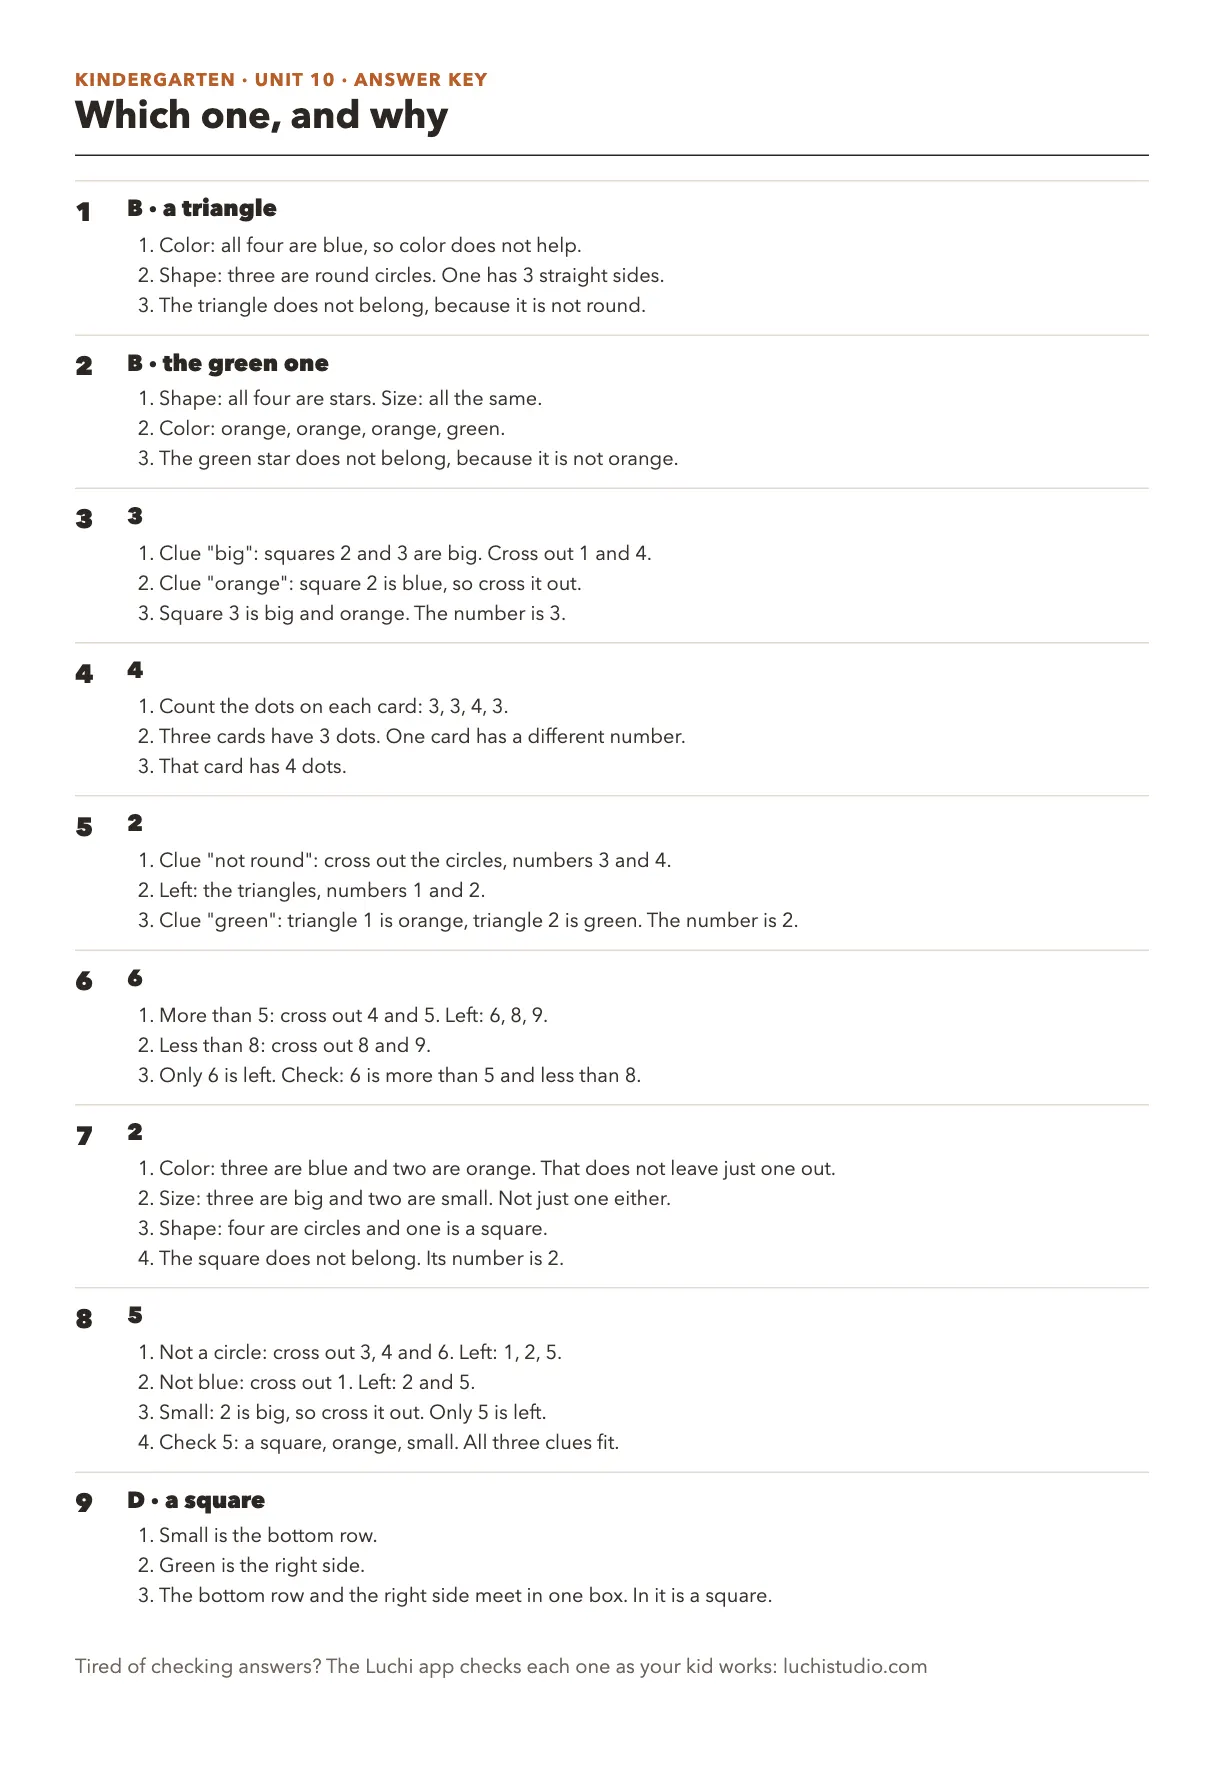 KINDERGARTEN · UNIT 10 · ANSWER KEY
Which one, and why
1 B · a triangle
1. Color: all four are blue, so color does not help.
2. Shape: three are round circles. One has 3 straight sides.
3. The triangle does not belong, because it is not round.
2 B · the green one
1. Shape: all four are stars. Size: all the same.
2. Color: orange, orange, orange, green.
3. The green star does not belong, because it is not orange.
3 3
1. Clue "big": squares 2 and 3 are big. Cross out 1 and 4.
2. Clue "orange": square 2 is blue, so cross it out.
3. Square 3 is big and orange. The number is 3.
4 4
1. Count the dots on each card: 3, 3, 4, 3.
2. Three cards have 3 dots. One card has a different number.
3. That card has 4 dots.
5 2
1. Clue "not round": cross out the circles, numbers 3 and 4.
2. Left: the triangles, numbers 1 and 2.
3. Clue "green": triangle 1 is orange, triangle 2 is green. The number is 2.
6 6
1. More than 5: cross out 4 and 5. Left: 6, 8, 9.
2. Less than 8: cross out 8 and 9.
3. Only 6 is left. Check: 6 is more than 5 and less than 8.
7 2
1. Color: three are blue and two are orange. That does not leave just one out.
2. Size: three are big and two are small. Not just one either.
3. Shape: four are circles and one is a square.
4. The square does not belong. Its number is 2.
8 5
1. Not a circle: cross out 3, 4 and 6. Left: 1, 2, 5.
2. Not blue: cross out 1. Left: 2 and 5.
3. Small: 2 is big, so cross it out. Only 5 is left.
4. Check 5: a square, orange, small. All three clues fit.
9 D · a square
1. Small is the bottom row.
2. Green is the right side.
3. The bottom row and the right side meet in one box. In it is a square.
Tired of checking answers? The Luchi app checks each one as your kid works: luchistudio.com